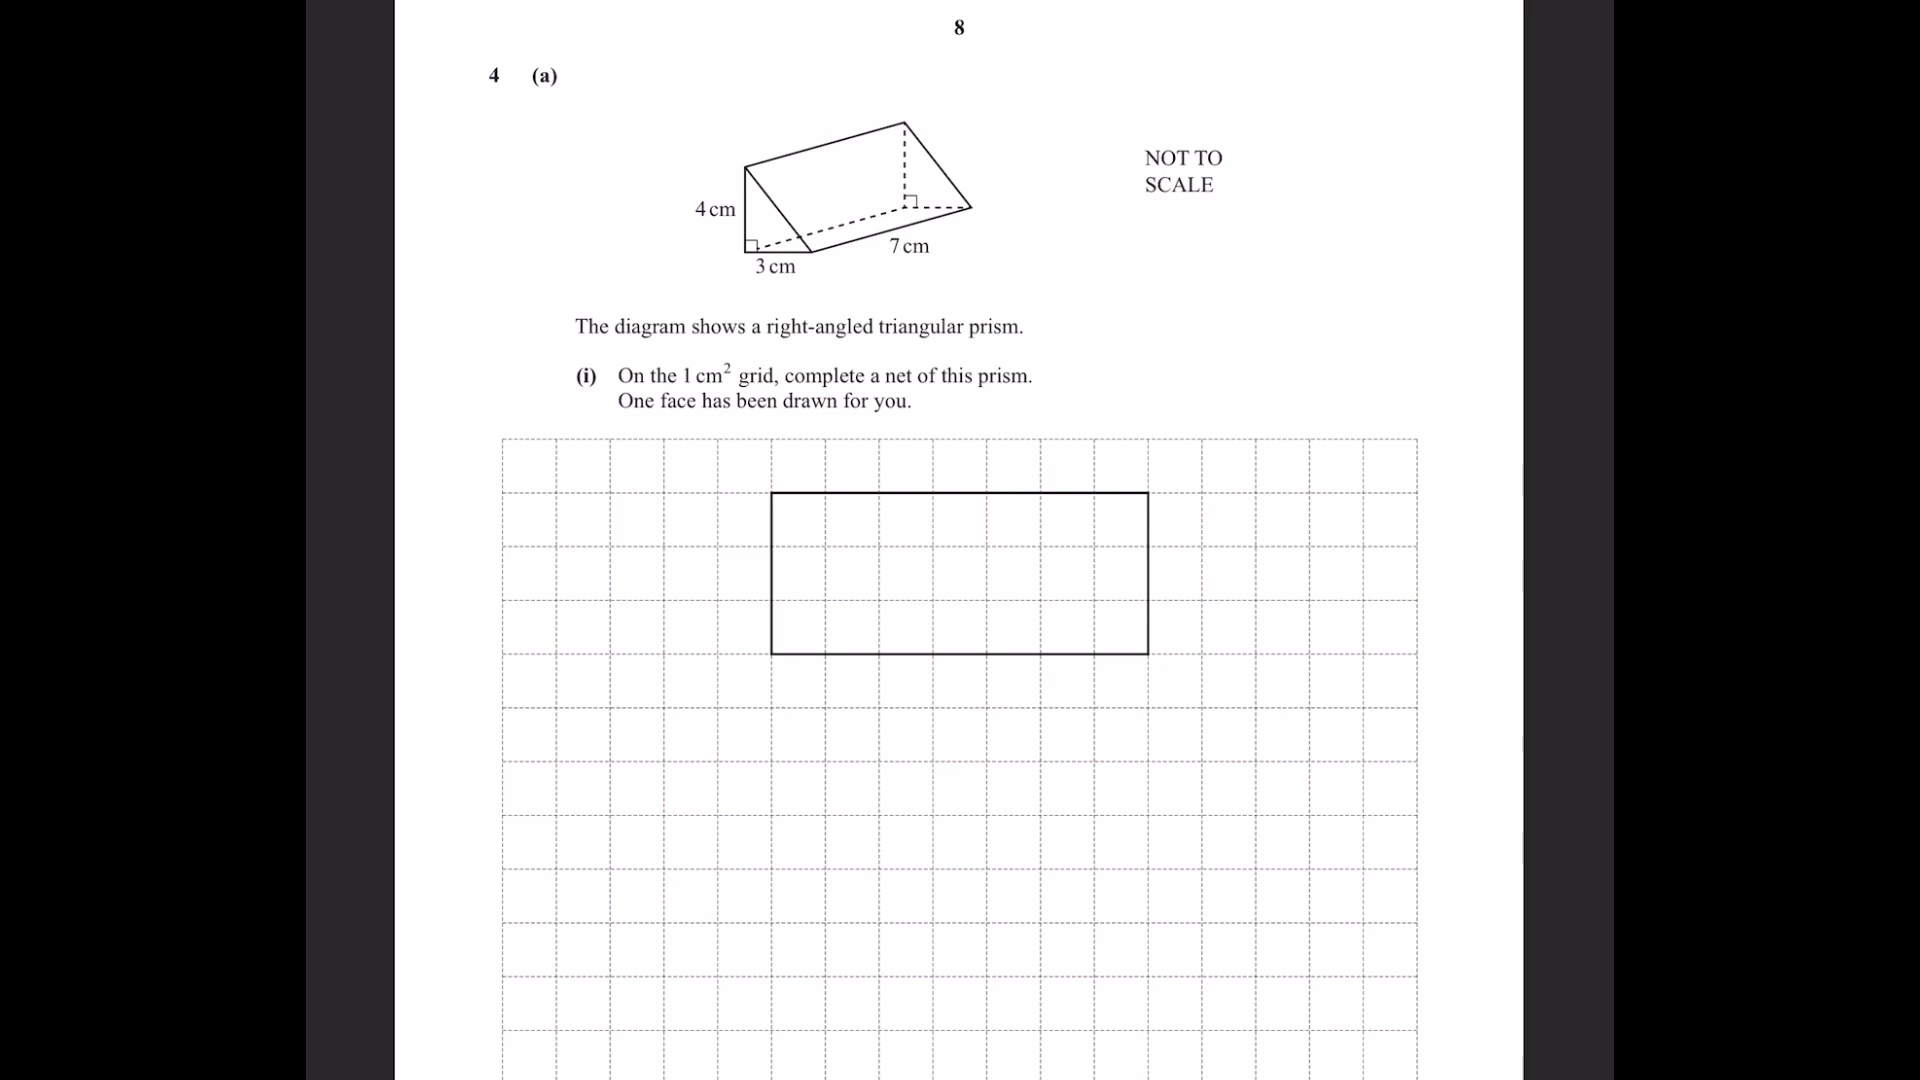 8
4 (a)
NOT TO
SCALE
4 cm
7 cm
3 cm
The diagram shows a right-angled triangular prism.
(i) On the 1 cm² grid, complete a net of this prism.
One face has been drawn for you.